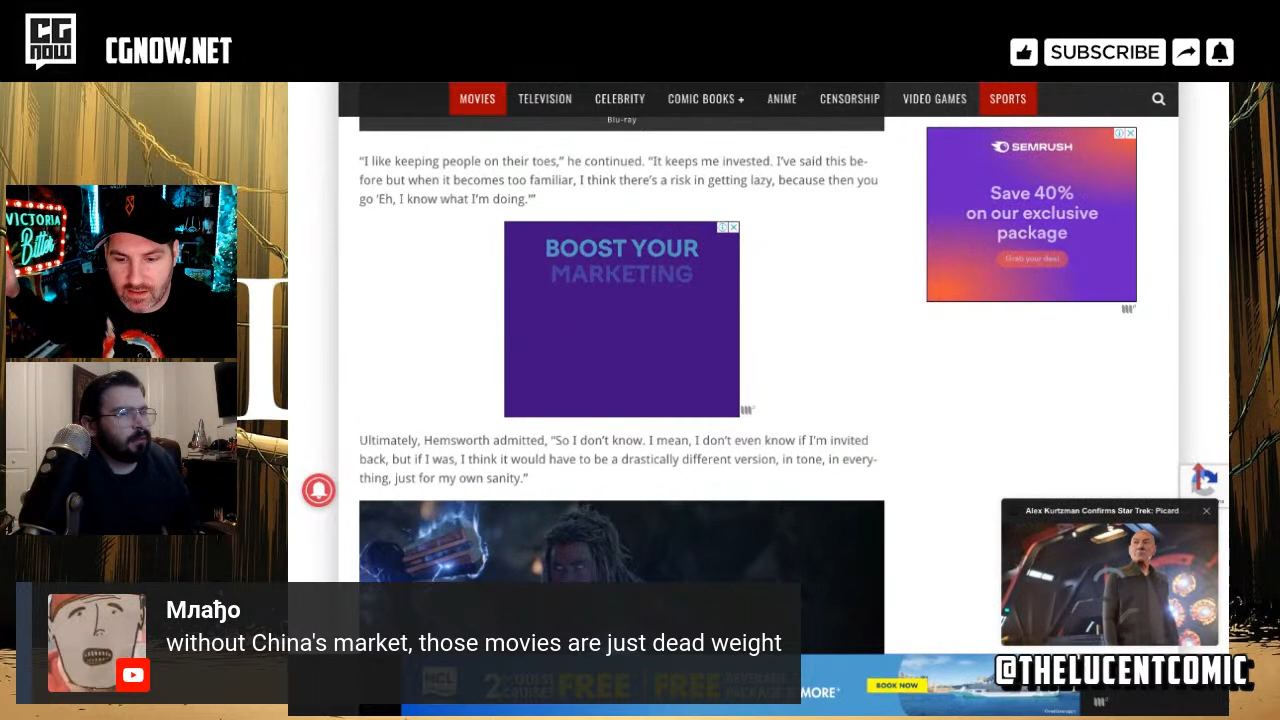 CG NOW
CGNOW.NET
SUBSCRIBE
MOVIES TELEVISION CELEBRITY COMIC BOOKS + ANIME CENSORSHIP VIDEO GAMES SPORTS
Blu-ray
“I like keeping people on their toes,” he continued. “It keeps me invested. I’ve said this be-
fore but when it becomes too familiar, I think there’s a risk in getting lazy, because then you
go ‘Eh, I know what I’m doing.’”
SEMRUSH
Save 40%
on our exclusive
package
Grab your deal
BOOST YOUR
MARKETING
VICTORIA
Bitter
Ultimately, Hemsworth admitted, “So I don’t know. I mean, I don’t even know if I’m invited
back, but if I was, I think it would have to be a drastically different version, in tone, in every-
thing, just for my own sanity.”
Alex Kurtzman Confirms Star Trek: Picard
Млађо
without China's market, those movies are just dead weight
@THELUCENTCOMIC
NCL
FREE FREE
MORE*
BOOK NOW